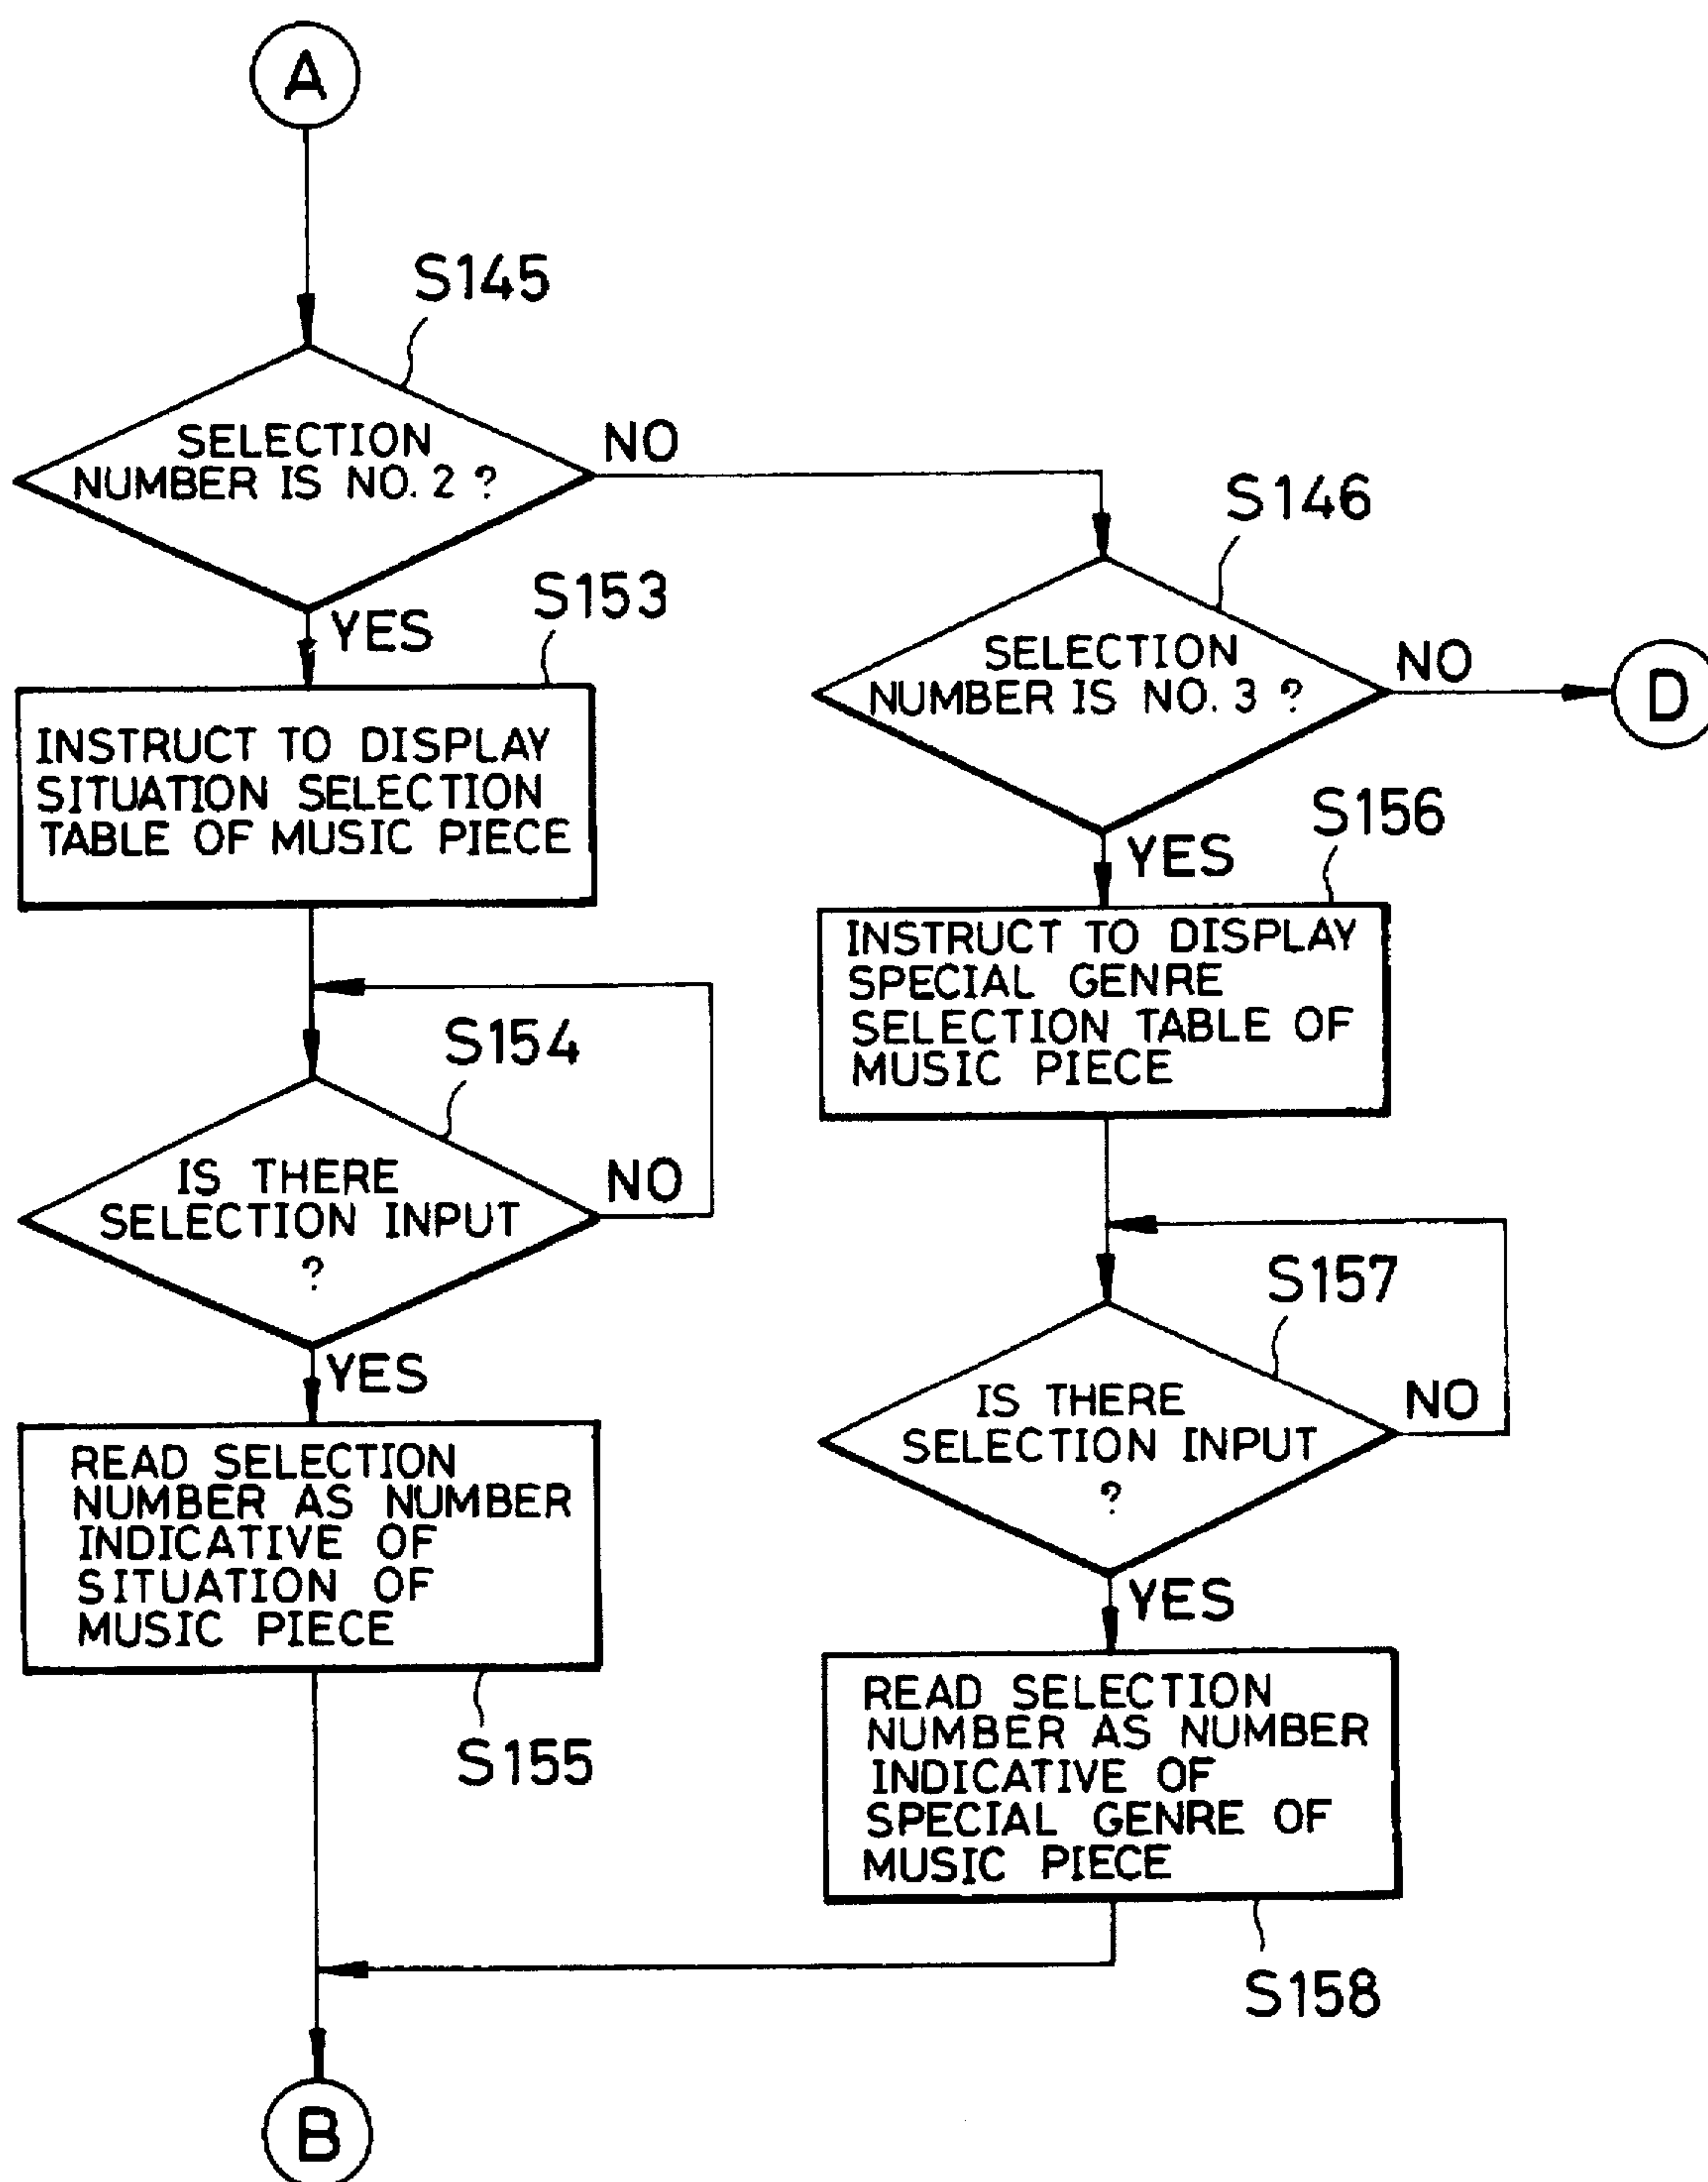 A
S145
SELECTION
NUMBER IS NO. 2 ?
NO
YES
S153
INSTRUCT TO DISPLAY
SITUATION SELECTION
TABLE OF MUSIC PIECE
S154
IS THERE
SELECTION INPUT
?
NO
YES
READ SELECTION
NUMBER AS NUMBER
INDICATIVE OF
SITUATION OF
MUSIC PIECE
S155
S146
SELECTION
NUMBER IS NO. 3 ?
NO
D
YES
S156
INSTRUCT TO DISPLAY
SPECIAL GENRE
SELECTION TABLE OF
MUSIC PIECE
S157
IS THERE
SELECTION INPUT
?
NO
YES
READ SELECTION
NUMBER AS NUMBER
INDICATIVE OF
SPECIAL GENRE OF
MUSIC PIECE
S158
B